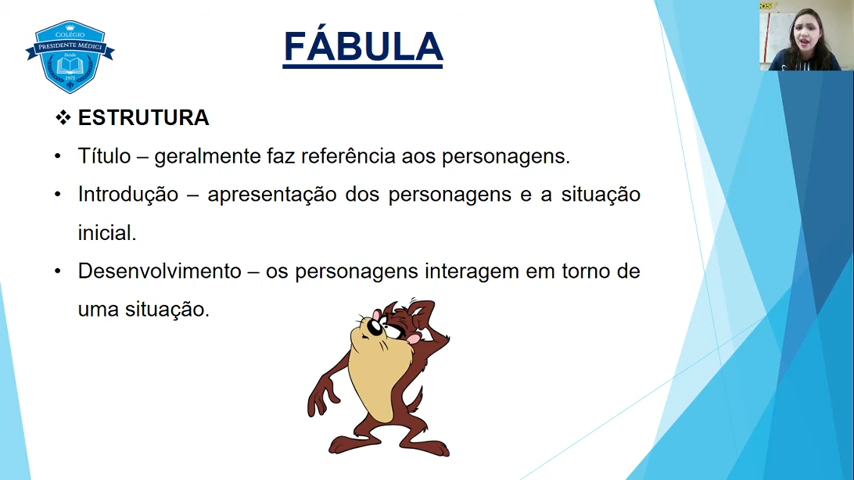 FÁBULA
COLÉGIO
PRESIDENTE MÉDICI
❖ ESTRUTURA
• Título – geralmente faz referência aos personagens.
• Introdução – apresentação dos personagens e a situação
inicial.
• Desenvolvimento – os personagens interagem em torno de
uma situação.